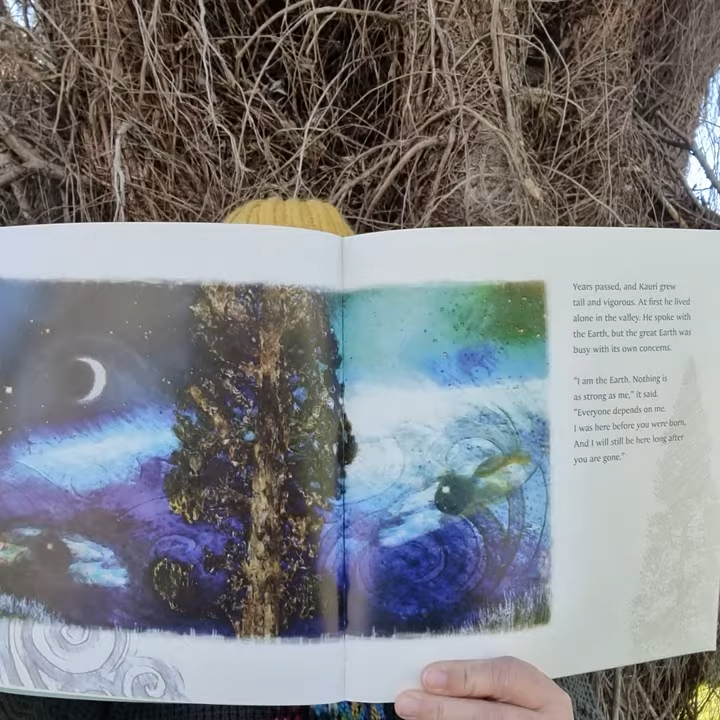 Years passed, and Kauri grew
tall and vigorous. At first he lived
alone in the valley. He spoke with
the Earth, but the great Earth was
busy with its own concerns.
"I am the Earth. Nothing is
as strong as me," it said.
"Everyone depends on me.
I was here before you were born,
And I will still be here long after
you are gone."